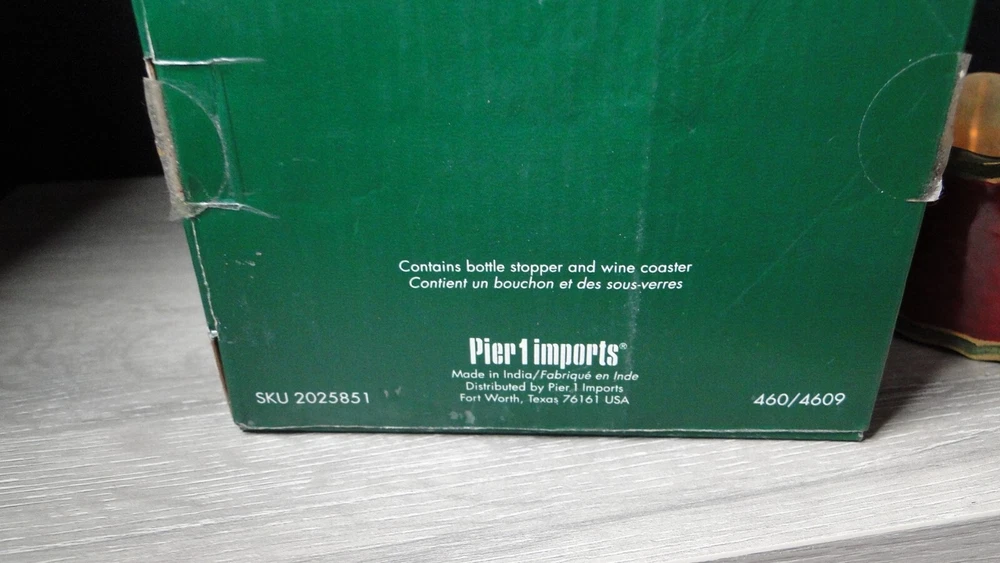 Contains bottle stopper and wine coaster
Contient un bouchon et des sous-verres
Pier 1 imports®
Made in India/Fabriqué en Inde
Distributed by Pier 1 Imports
Fort Worth, Texas 76161 USA
SKU 2025851
460/4609